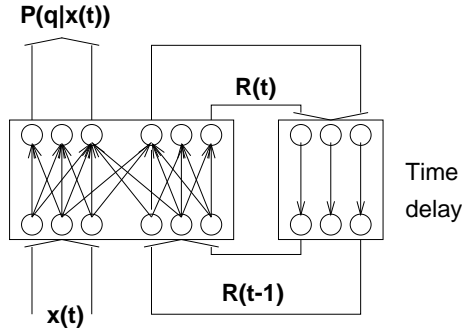 P(q|x(t))
R(t)
Time
delay
R(t-1)
x(t)